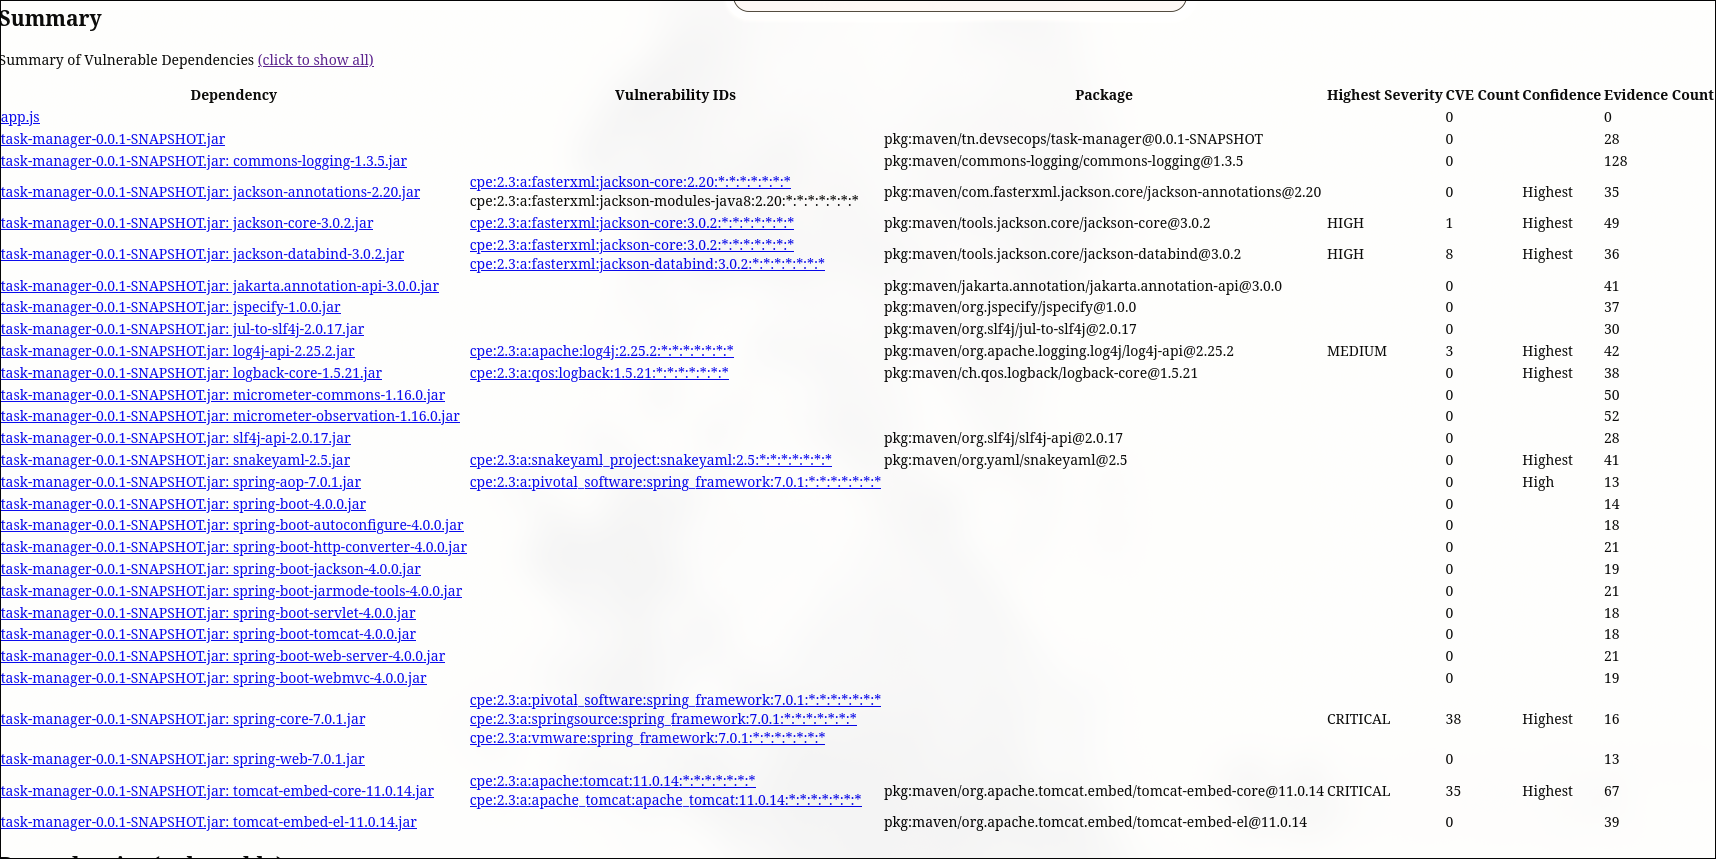 Summary
Summary of Vulnerable Dependencies (click to show all)
Dependency Vulnerability IDs Package Highest Severity CVE Count Confidence Evidence Count
app.js 0 0
task-manager-0.0.1-SNAPSHOT.jar pkg:maven/tn.devsecops/task-manager@0.0.1-SNAPSHOT 0 28
task-manager-0.0.1-SNAPSHOT.jar: commons-logging-1.3.5.jar pkg:maven/commons-logging/commons-logging@1.3.5 0 128
task-manager-0.0.1-SNAPSHOT.jar: jackson-annotations-2.20.jar cpe:2.3:a:fasterxml:jackson-core:2.20:*:*:*:*:*:*:*
cpe:2.3:a:fasterxml:jackson-modules-java8:2.20:*:*:*:*:*:*:* pkg:maven/com.fasterxml.jackson.core/jackson-annotations@2.20 0 Highest 35
task-manager-0.0.1-SNAPSHOT.jar: jackson-core-3.0.2.jar cpe:2.3:a:fasterxml:jackson-core:3.0.2:*:*:*:*:*:*:* pkg:maven/tools.jackson.core/jackson-core@3.0.2 HIGH 1 Highest 49
task-manager-0.0.1-SNAPSHOT.jar: jackson-databind-3.0.2.jar cpe:2.3:a:fasterxml:jackson-core:3.0.2:*:*:*:*:*:*:*
cpe:2.3:a:fasterxml:jackson-databind:3.0.2:*:*:*:*:*:*:* pkg:maven/tools.jackson.core/jackson-databind@3.0.2 HIGH 8 Highest 36
task-manager-0.0.1-SNAPSHOT.jar: jakarta.annotation-api-3.0.0.jar pkg:maven/jakarta.annotation/jakarta.annotation-api@3.0.0 0 41
task-manager-0.0.1-SNAPSHOT.jar: jspecify-1.0.0.jar pkg:maven/org.jspecify/jspecify@1.0.0 0 37
task-manager-0.0.1-SNAPSHOT.jar: jul-to-slf4j-2.0.17.jar pkg:maven/org.slf4j/jul-to-slf4j@2.0.17 0 30
task-manager-0.0.1-SNAPSHOT.jar: log4j-api-2.25.2.jar cpe:2.3:a:apache:log4j:2.25.2:*:*:*:*:*:*:* pkg:maven/org.apache.logging.log4j/log4j-api@2.25.2 MEDIUM 3 Highest 42
task-manager-0.0.1-SNAPSHOT.jar: logback-core-1.5.21.jar cpe:2.3:a:qos:logback:1.5.21:*:*:*:*:*:*:* pkg:maven/ch.qos.logback/logback-core@1.5.21 0 Highest 38
task-manager-0.0.1-SNAPSHOT.jar: micrometer-commons-1.16.0.jar 0 50
task-manager-0.0.1-SNAPSHOT.jar: micrometer-observation-1.16.0.jar 0 52
task-manager-0.0.1-SNAPSHOT.jar: slf4j-api-2.0.17.jar pkg:maven/org.slf4j/slf4j-api@2.0.17 0 28
task-manager-0.0.1-SNAPSHOT.jar: snakeyaml-2.5.jar cpe:2.3:a:snakeyaml_project:snakeyaml:2.5:*:*:*:*:*:*:* pkg:maven/org.yaml/snakeyaml@2.5 0 Highest 41
task-manager-0.0.1-SNAPSHOT.jar: spring-aop-7.0.1.jar cpe:2.3:a:pivotal_software:spring_framework:7.0.1:*:*:*:*:*:*:* 0 High 13
task-manager-0.0.1-SNAPSHOT.jar: spring-boot-4.0.0.jar 0 14
task-manager-0.0.1-SNAPSHOT.jar: spring-boot-autoconfigure-4.0.0.jar 0 18
task-manager-0.0.1-SNAPSHOT.jar: spring-boot-http-converter-4.0.0.jar 0 21
task-manager-0.0.1-SNAPSHOT.jar: spring-boot-jackson-4.0.0.jar 0 19
task-manager-0.0.1-SNAPSHOT.jar: spring-boot-jarmode-tools-4.0.0.jar 0 21
task-manager-0.0.1-SNAPSHOT.jar: spring-boot-servlet-4.0.0.jar 0 18
task-manager-0.0.1-SNAPSHOT.jar: spring-boot-tomcat-4.0.0.jar 0 18
task-manager-0.0.1-SNAPSHOT.jar: spring-boot-web-server-4.0.0.jar 0 21
task-manager-0.0.1-SNAPSHOT.jar: spring-boot-webmvc-4.0.0.jar 0 19
cpe:2.3:a:pivotal_software:spring_framework:7.0.1:*:*:*:*:*:*:*
task-manager-0.0.1-SNAPSHOT.jar: spring-core-7.0.1.jar cpe:2.3:a:springsource:spring_framework:7.0.1:*:*:*:*:*:*:* CRITICAL 38 Highest 16
cpe:2.3:a:vmware:spring_framework:7.0.1:*:*:*:*:*:*:*
task-manager-0.0.1-SNAPSHOT.jar: spring-web-7.0.1.jar 0 13
task-manager-0.0.1-SNAPSHOT.jar: tomcat-embed-core-11.0.14.jar cpe:2.3:a:apache:tomcat:11.0.14:*:*:*:*:*:*:*
cpe:2.3:a:apache_tomcat:apache_tomcat:11.0.14:*:*:*:*:*:*:* pkg:maven/org.apache.tomcat.embed/tomcat-embed-core@11.0.14 CRITICAL 35 Highest 67
task-manager-0.0.1-SNAPSHOT.jar: tomcat-embed-el-11.0.14.jar pkg:maven/org.apache.tomcat.embed/tomcat-embed-el@11.0.14 0 39